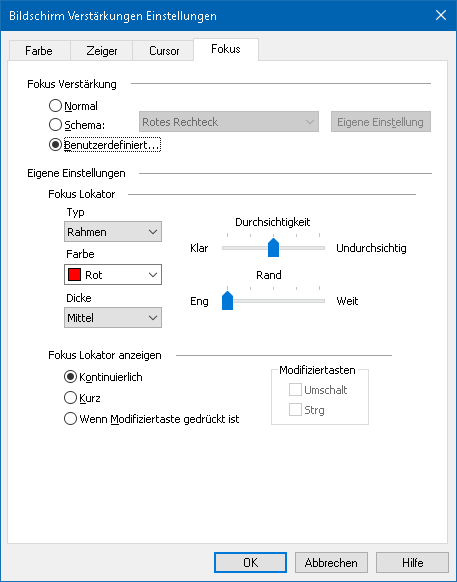 Bildschirm Verstärkungen Einstellungen
Farbe Zeiger Cursor Fokus
Fokus Verstärkung
Normal
Schema: Rotes Rechteck Eigene Einstellung
Benutzerdefiniert...
Eigene Einstellungen
Fokus Lokator
Typ Durchsichtigkeit
Rahmen Klar Undurchsichtig
Farbe Rand
Rot
Dicke Eng Weit
Mittel
Fokus Lokator anzeigen Modifiziertasten
Kontinuierlich Umschalt
Kurz Strg
Wenn Modifiziertaste gedrückt ist
OK Abbrechen Hilfe